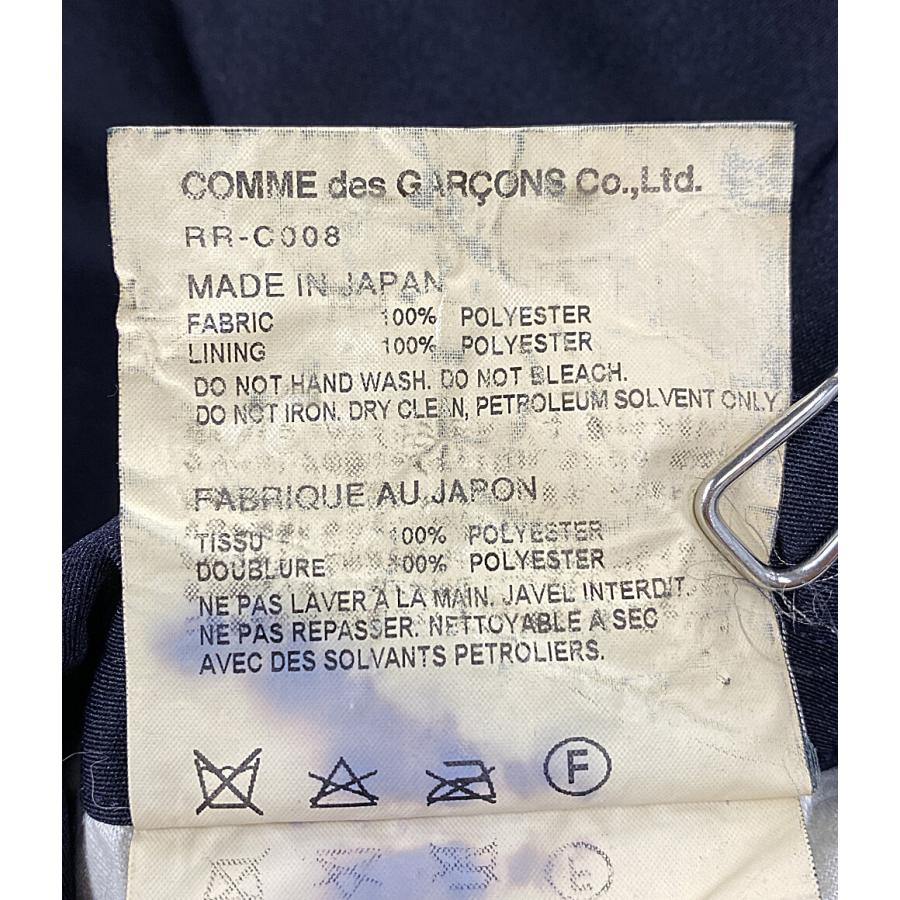 COMME des GARÇONS Co.,Ltd.
RR-C008
MADE IN JAPAN
FABRIC 100% POLYESTER
LINING 100% POLYESTER
DO NOT HAND WASH. DO NOT BLEACH.
DO NOT IRON. DRY CLEAN, PETROLEUM SOLVENT ONLY
FABRIQUE AU JAPON
TISSU 100% POLYESTER
DOUBLURE 100% POLYESTER
NE PAS LAVER A LA MAIN. JAVEL INTERDIT.
NE PAS REPASSER. NETTOYABLE A SEC
AVEC DES SOLVANTS PETROLIERS.
F